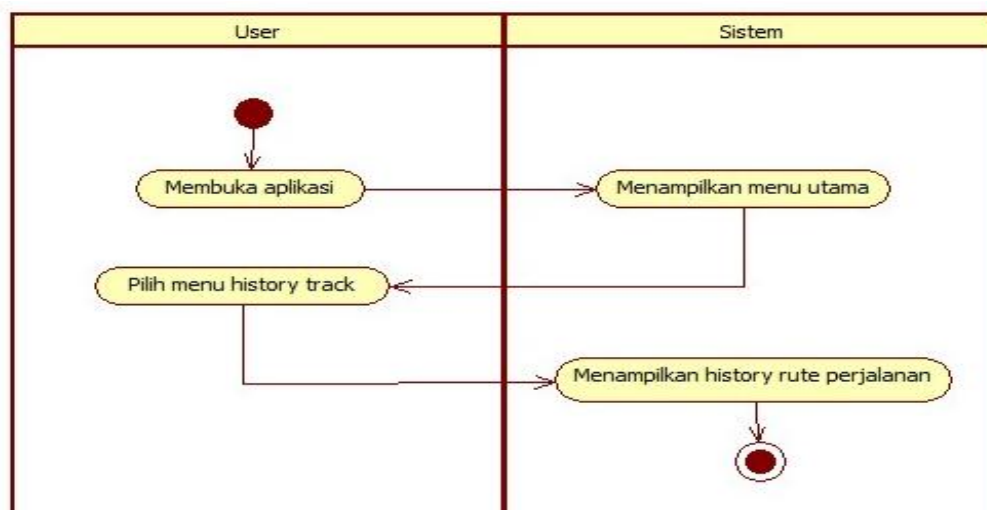 User
Sistem
Membuka aplikasi
Menampilkan menu utama
Pilih menu history track
Menampilkan history rute perjalanan